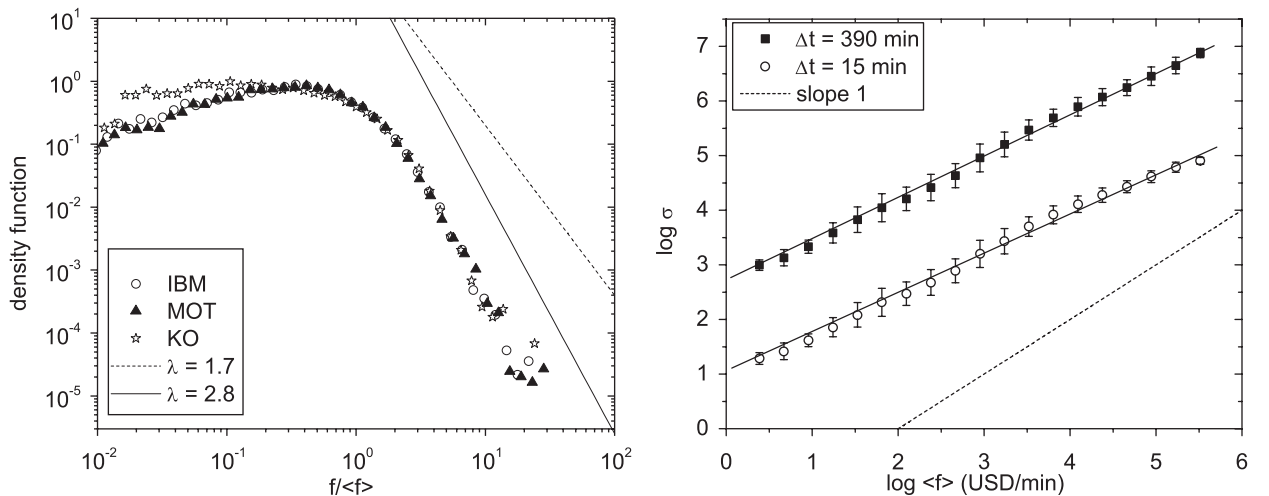 10^1
10^0
10^-1
10^-2
10^-3
10^-4
10^-5
density function
IBM
MOT
KO
λ = 1.7
λ = 2.8
10^-2 10^-1 10^0 10^1 10^2
f/<f>
7
6
5
4
3
2
1
0
log σ
Δt = 390 min
Δt = 15 min
slope 1
0 1 2 3 4 5 6
log <f> (USD/min)